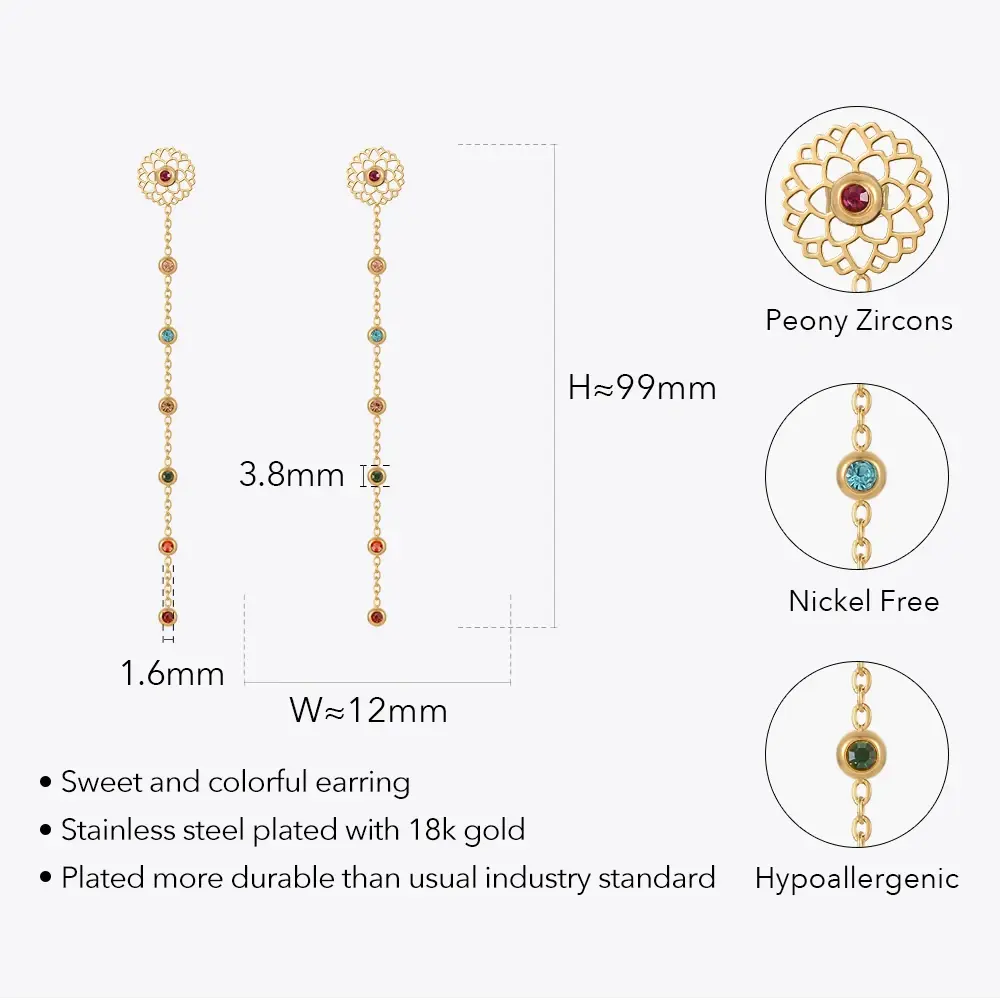 Peony Zircons
H≈99mm
3.8mm
Nickel Free
1.6mm
W≈12mm
• Sweet and colorful earring
• Stainless steel plated with 18k gold
• Plated more durable than usual industry standard
Hypoallergenic